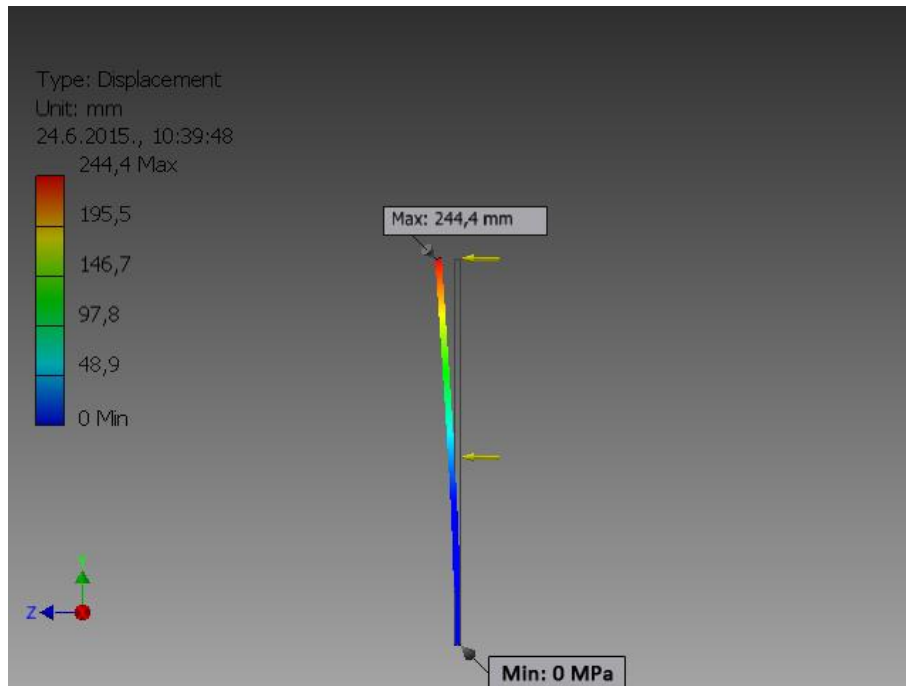 Type: Displacement
Unit: mm
24.6.2015., 10:39:48
244,4 Max
195,5
146,7
97,8
48,9
0 Min
Max: 244,4 mm
Y
Z
Min: 0 MPa